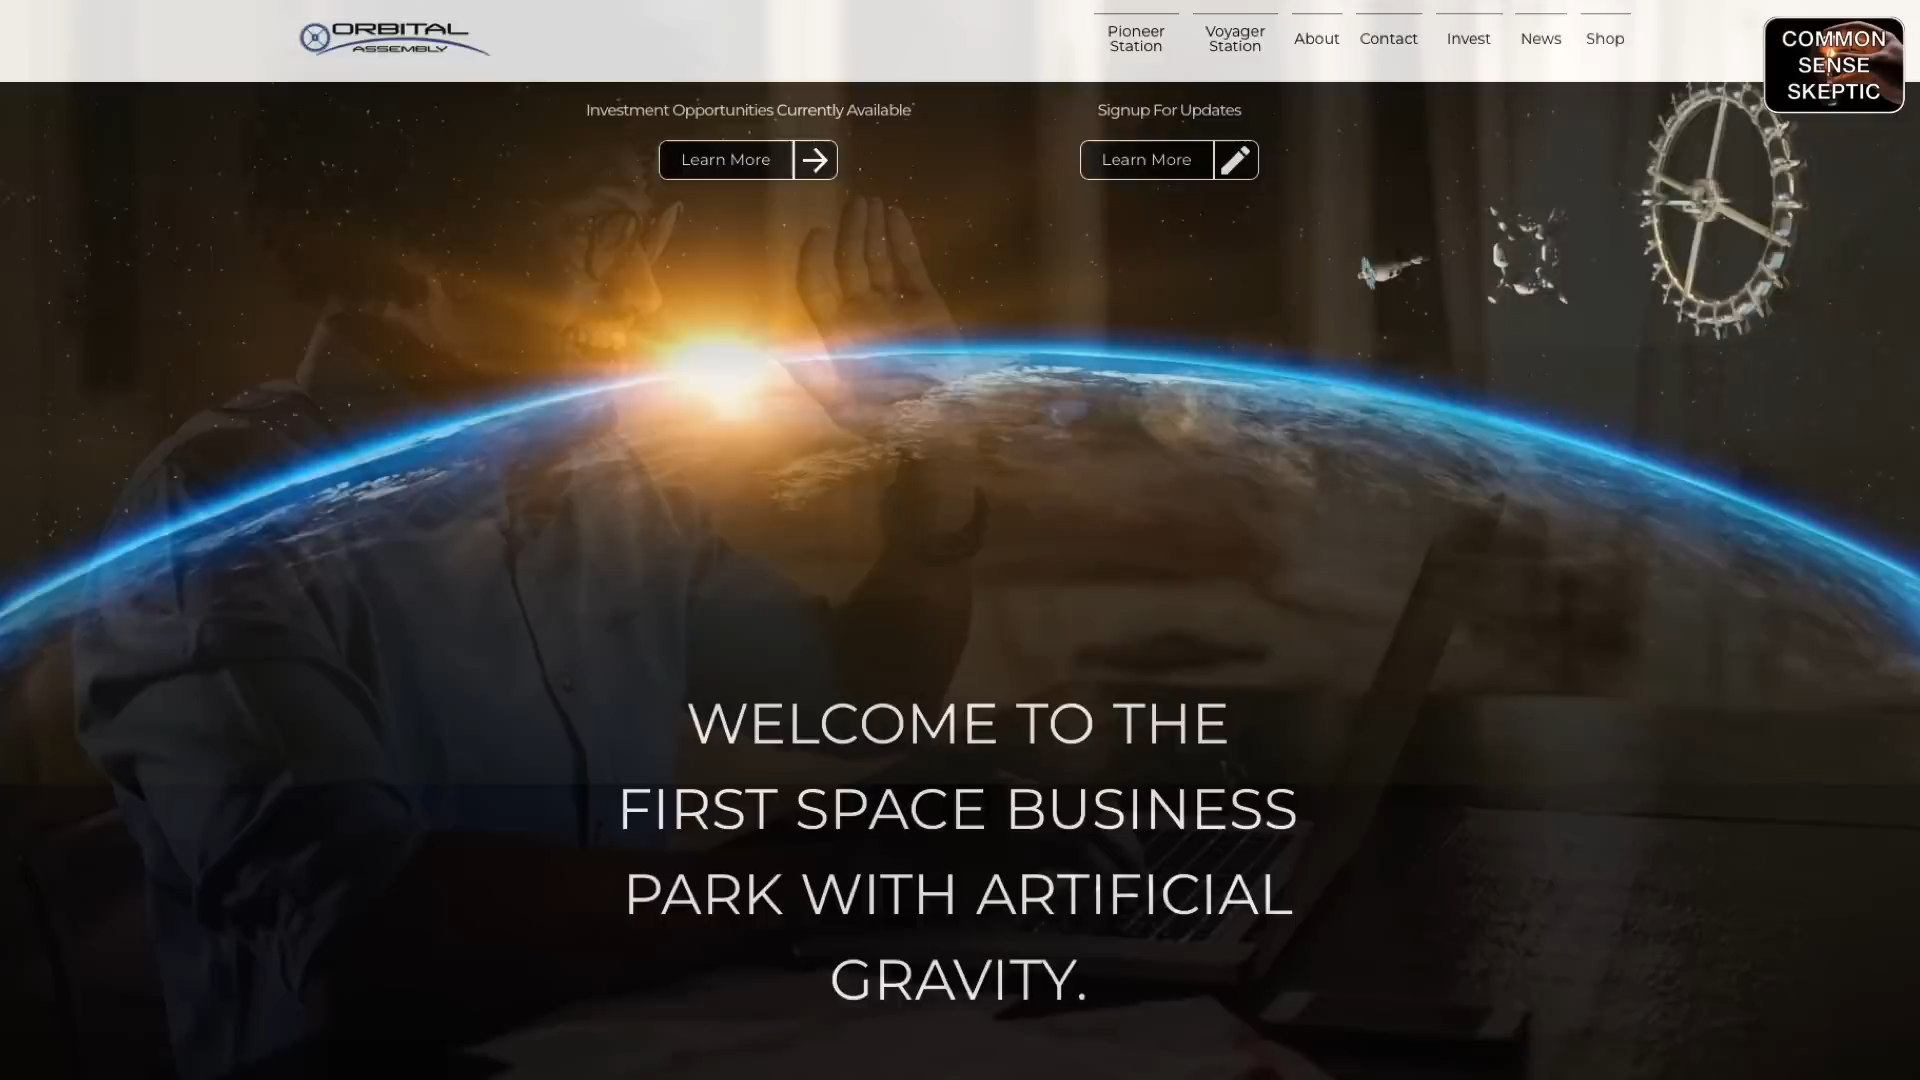 ORBITAL
ASSEMBLY
Pioneer
Station
Voyager
Station
About
Contact
Invest
News
Shop
COMMON
SENSE
SKEPTIC
Investment Opportunities Currently Available
Signup For Updates
Learn More
Learn More
WELCOME TO THE
FIRST SPACE BUSINESS
PARK WITH ARTIFICIAL
GRAVITY.